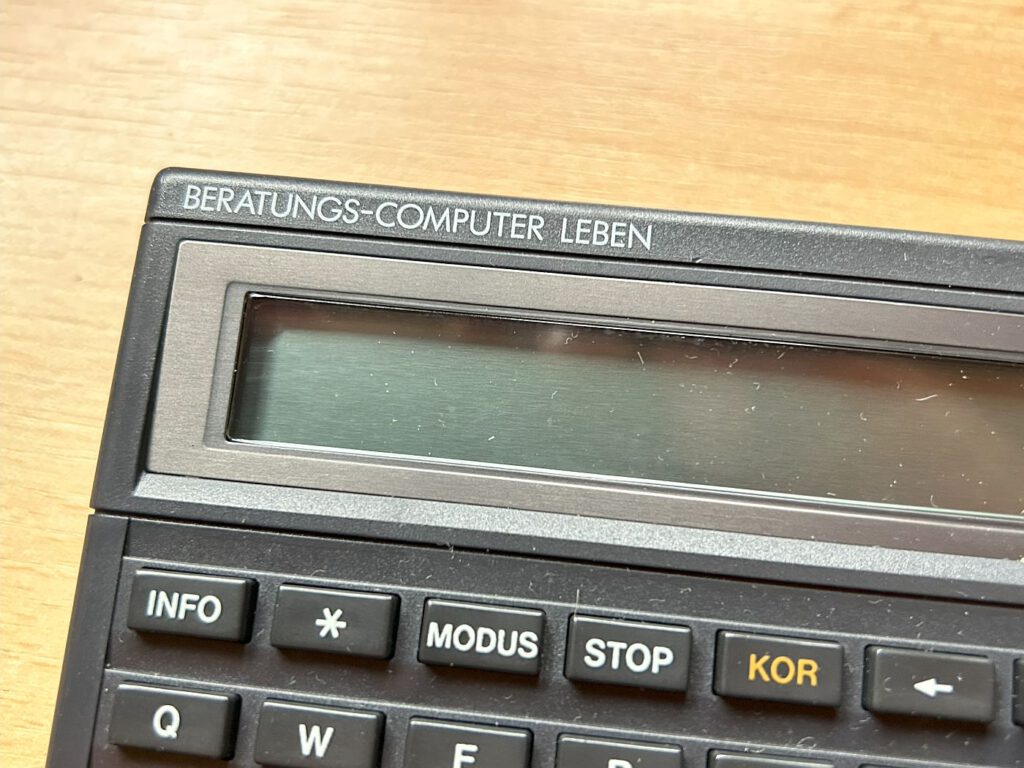 BERATUNGS-COMPUTER LEBEN
INFO * MODUS STOP KOR ←
Q W E R